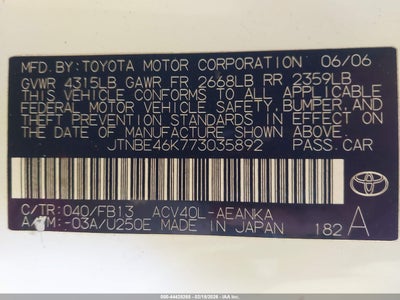 MFD. BY: TOYOTA MOTOR CORPORATION 06/06
GVWR 4315LB GAWR FR 2668LB RR 2359LB
THIS VEHICLE CONFORMS TO ALL APPLICABLE
FEDERAL MOTOR VEHICLE SAFETY, BUMPER, AND
THEFT PREVENTION STANDARDS IN EFFECT ON
THE DATE OF MANUFACTURE SHOWN ABOVE.
JTNBE46K773035892 PASS. CAR
C/TR: 040/FB13 ACV40L-AEANKA
A/TM: -03A/U250E MADE IN JAPAN 182 A
TOYOTA